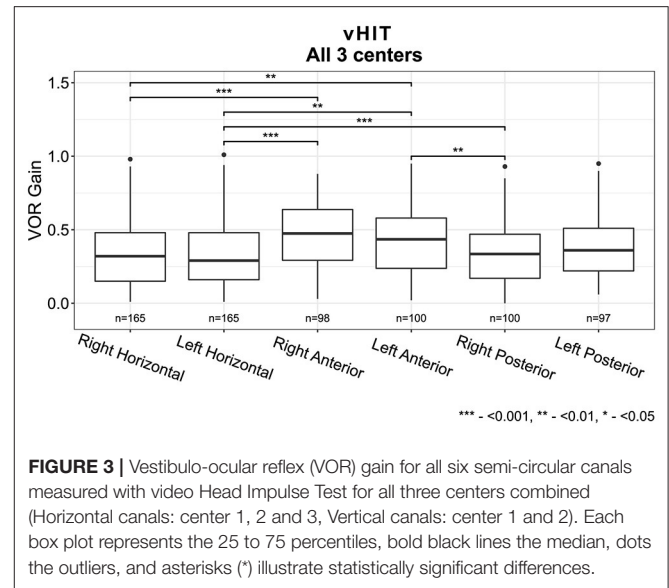 vHIT
All 3 centers
1.5
**
***
**
***
1.0
***
**
VOR Gain
0.5
0.0
n=165 n=165 n=98 n=100 n=100 n=97
Right Horizontal Left Horizontal Right Anterior Left Anterior Right Posterior Left Posterior
*** - <0.001, ** - <0.01, * - <0.05
FIGURE 3 | Vestibulo-ocular reflex (VOR) gain for all six semi-circular canals
measured with video Head Impulse Test for all three centers combined
(Horizontal canals: center 1, 2 and 3, Vertical canals: center 1 and 2). Each
box plot represents the 25 to 75 percentiles, bold black lines the median, dots
the outliers, and asterisks (*) illustrate statistically significant differences.